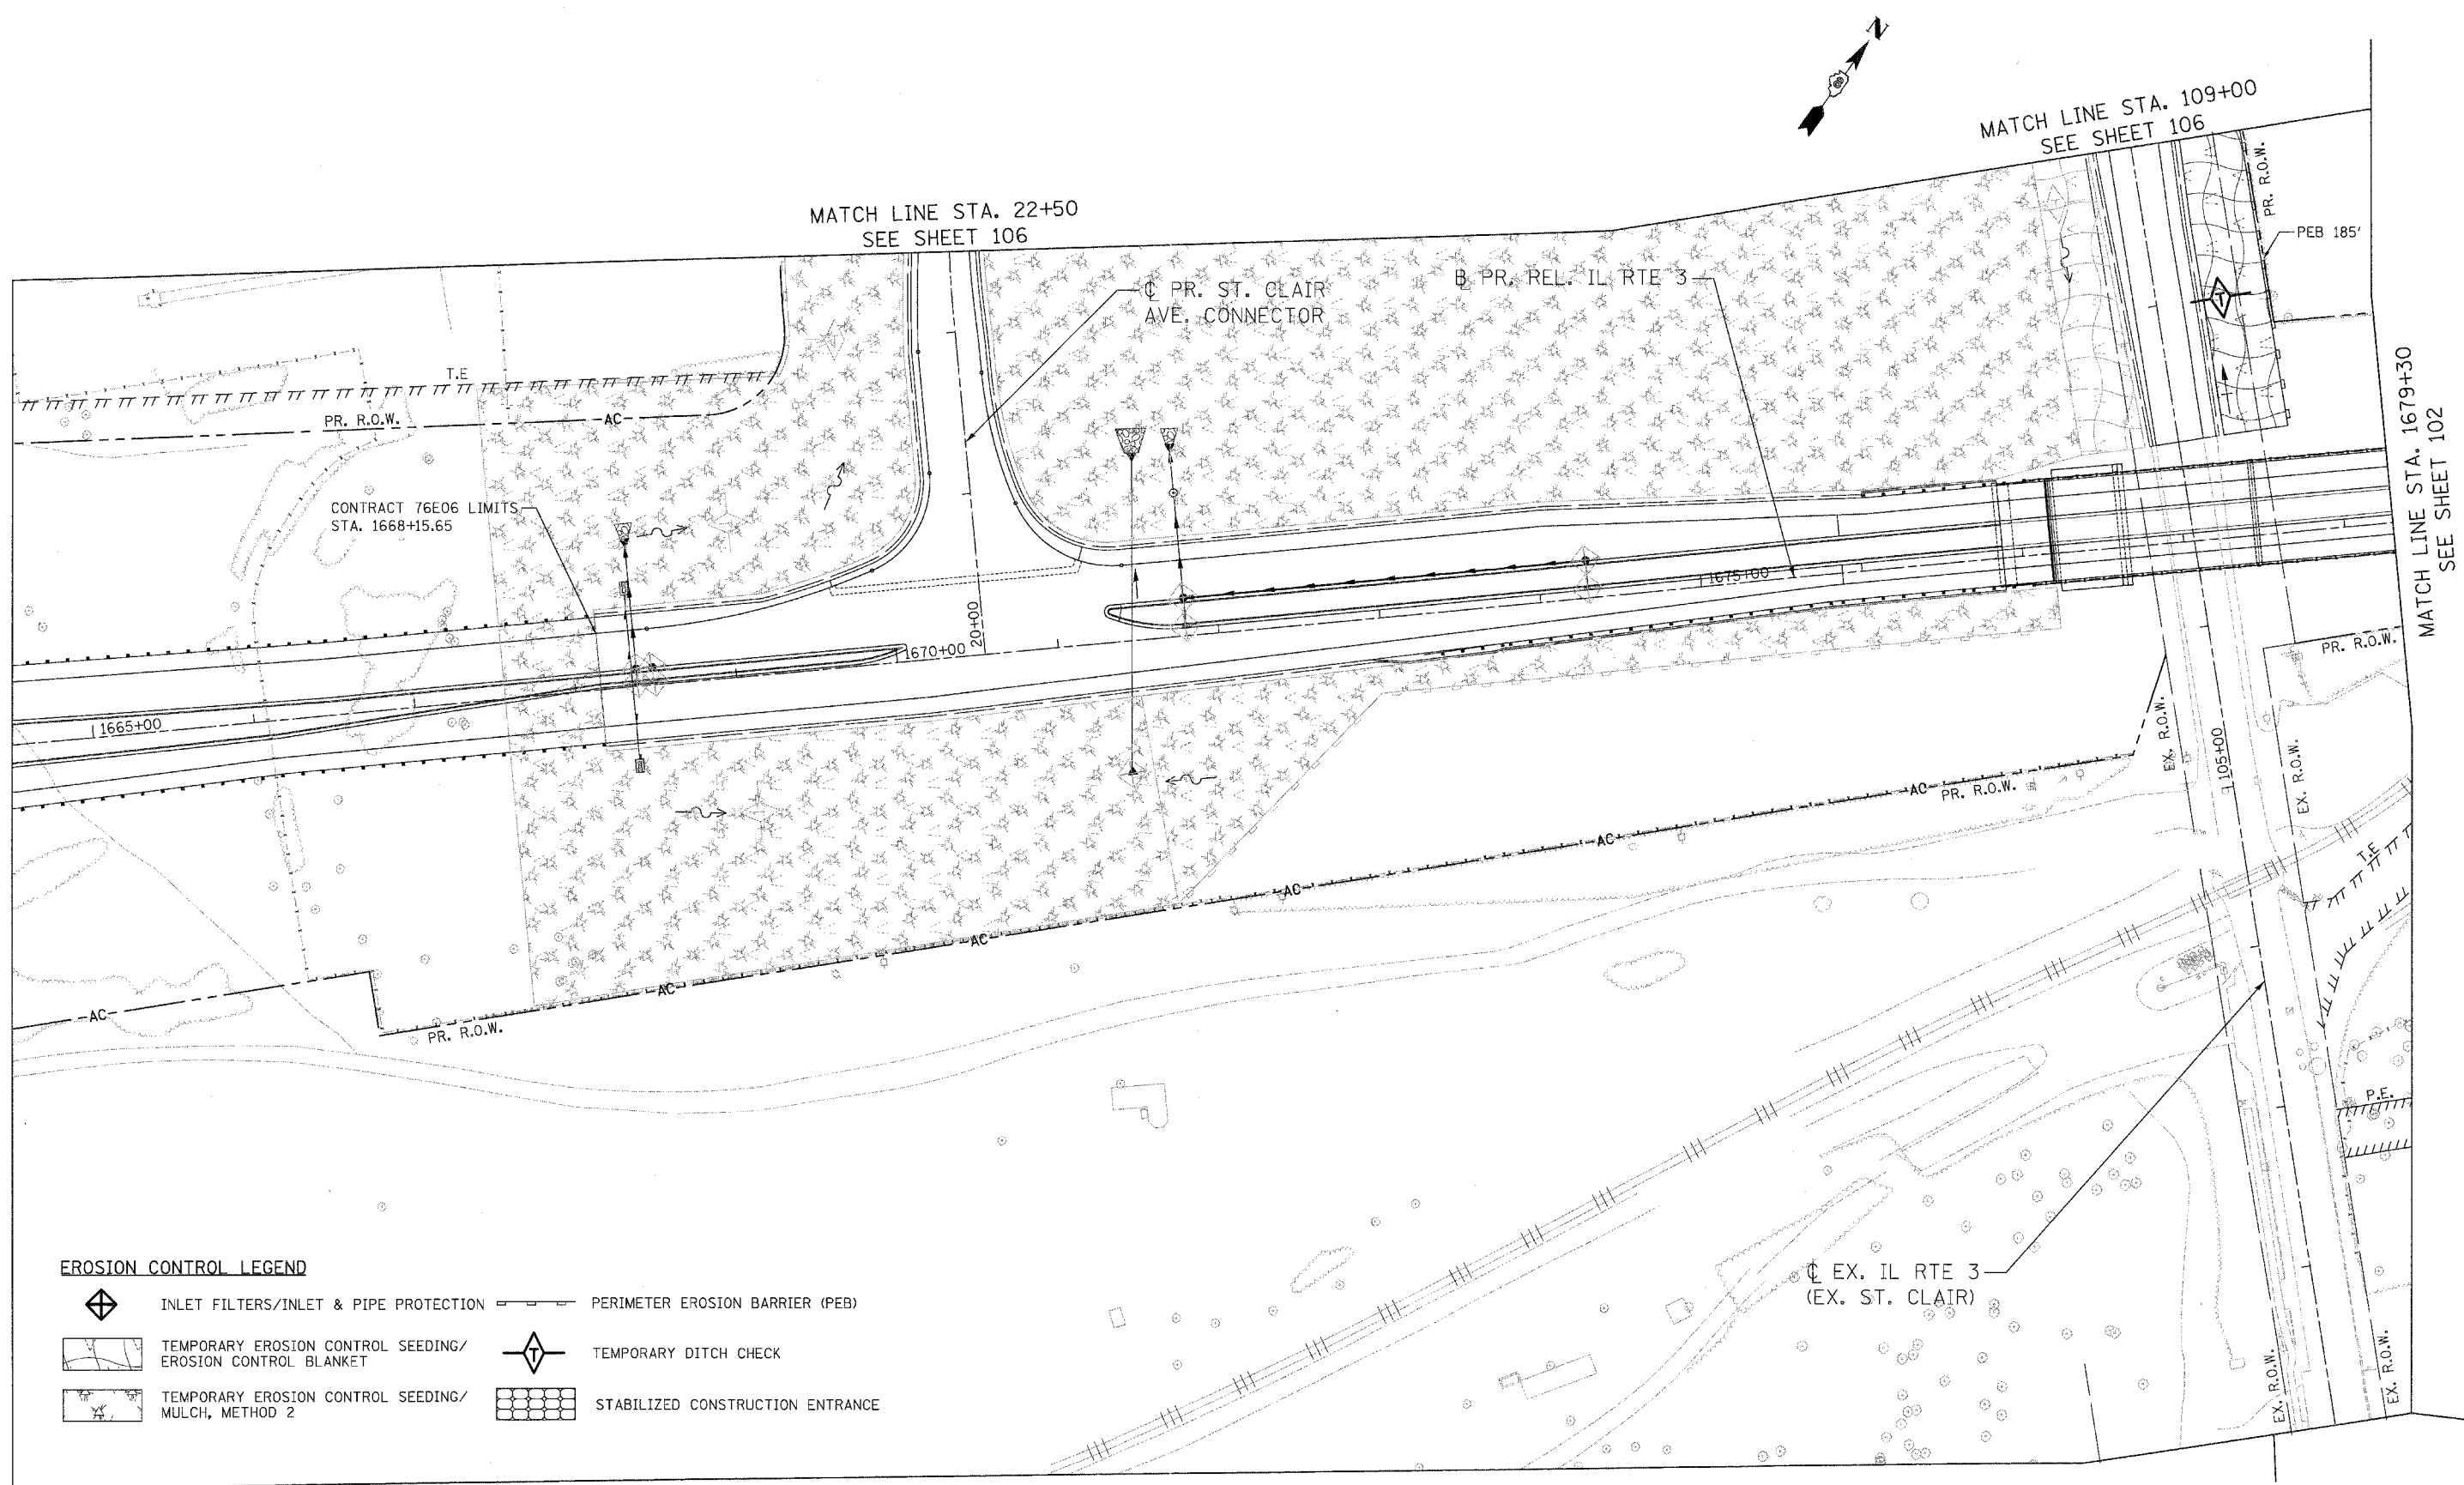 N
MATCH LINE STA. 109+00
SEE SHEET 106
PR. R.O.W.
PEB 185'
T
MATCH LINE STA. 22+50
SEE SHEET 106
℄ PR. ST. CLAIR
AVE. CONNECTOR
B PR. REL. IL RTE 3
T.E
PR. R.O.W.
AC
CONTRACT 76E06 LIMITS
STA. 1668+15.65
MATCH LINE STA. 1679+30
SEE SHEET 102
1675+00
20+00
1670+00
1665+00
PR. R.O.W.
EX. R.O.W.
105+00
EX. R.O.W.
AC
PR. R.O.W.
AC
AC
AC
AC
AC
PR. R.O.W.
T.E
P.E.
℄ EX. IL RTE 3
(EX. ST. CLAIR)
EX. R.O.W.
EX. R.O.W.
EROSION CONTROL LEGEND
INLET FILTERS/INLET & PIPE PROTECTION
PERIMETER EROSION BARRIER (PEB)
TEMPORARY EROSION CONTROL SEEDING/
EROSION CONTROL BLANKET
T
TEMPORARY DITCH CHECK
TEMPORARY EROSION CONTROL SEEDING/
MULCH, METHOD 2
STABILIZED CONSTRUCTION ENTRANCE